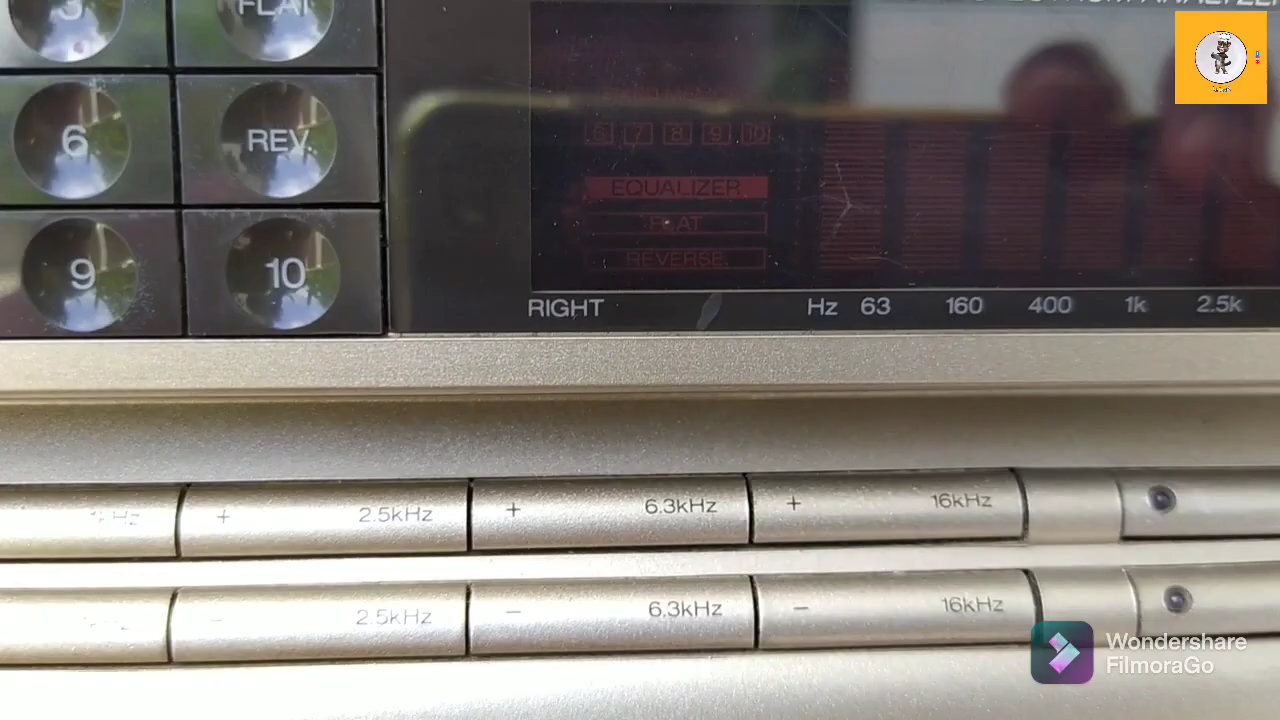 FLAT
6 REV.
9 10
6 7 8 9 10
EQUALIZER
FLAT
REVERSE
RIGHT Hz 63 160 400 1k 2.5k
+ 2.5kHz + 6.3kHz + 16kHz
− 2.5kHz − 6.3kHz − 16kHz
Wondershare
FilmoraGo